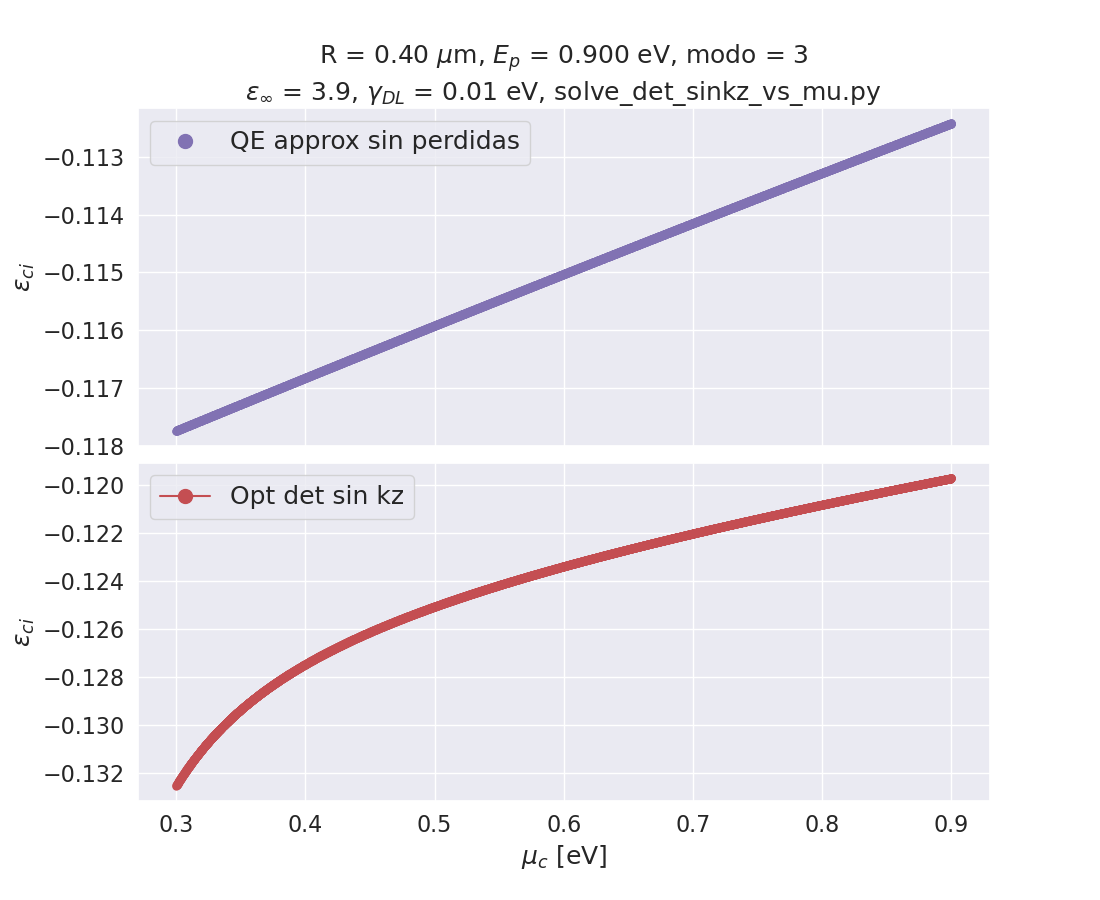 R = 0.40 μm, E_p = 0.900 eV, modo = 3
ε_∞ = 3.9, γ_DL = 0.01 eV, solve_det_sinkz_vs_mu.py
QE approx sin perdidas
−0.113
−0.114
−0.115
−0.116
−0.117
−0.118
ε_ci
Opt det sin kz
−0.120
−0.122
−0.124
−0.126
−0.128
−0.130
−0.132
ε_ci
0.3 0.4 0.5 0.6 0.7 0.8 0.9
μ_c [eV]